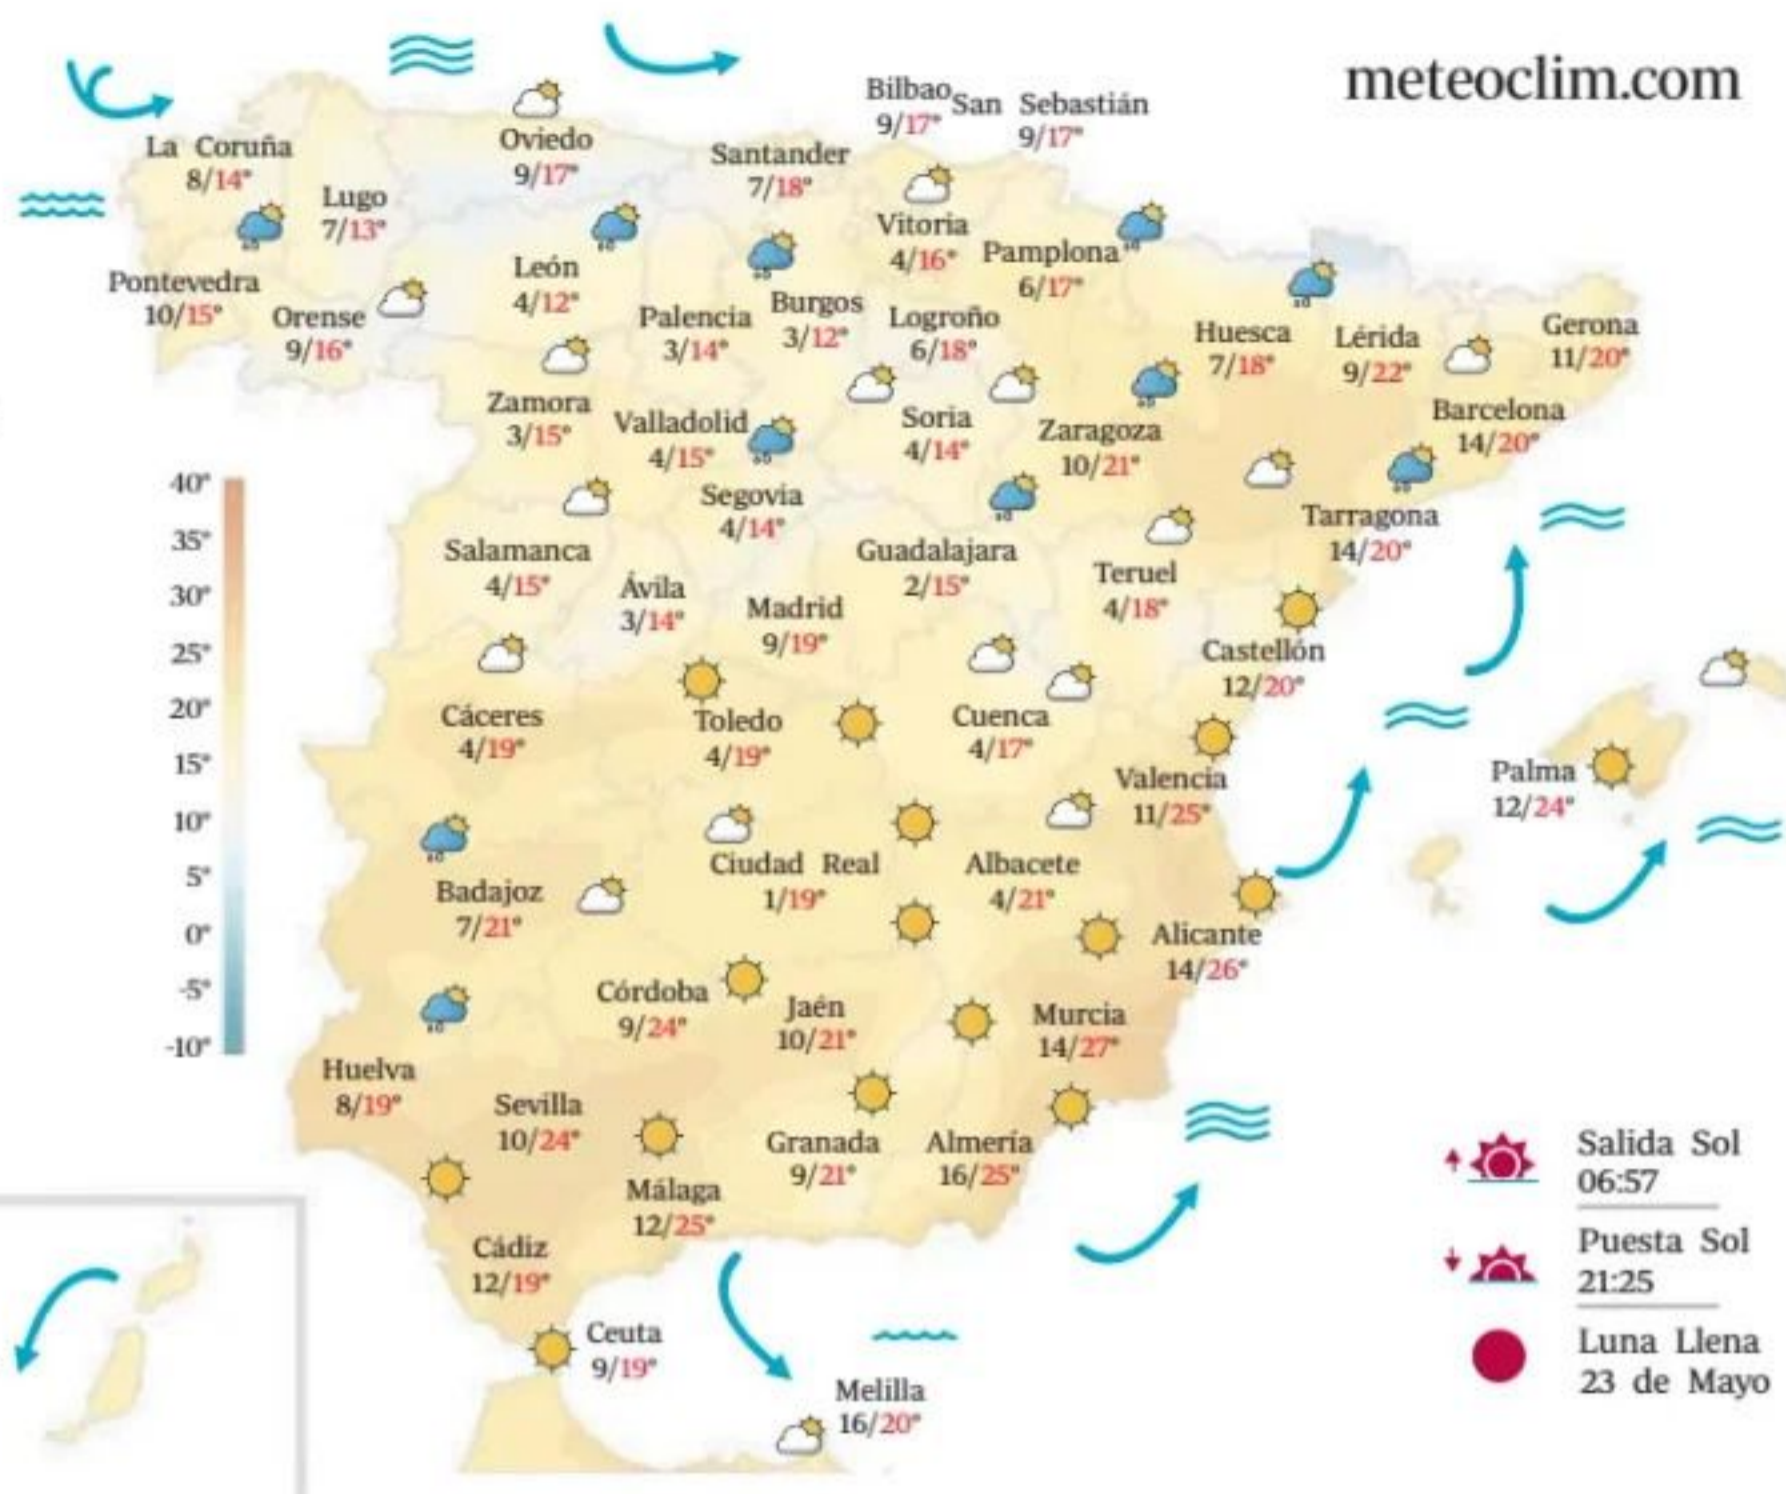 meteoclim.com
Bilbao
9/17°
San Sebastián
9/17°
La Coruña
8/14°
Oviedo
9/17°
Santander
7/18°
Lugo
7/13°
Vitoria
4/16°
Pamplona
6/17°
León
4/12°
Pontevedra
10/15°
Orense
9/16°
Palencia
3/14°
Burgos
3/12°
Logroño
6/18°
Huesca
7/18°
Lérida
9/22°
Gerona
11/20°
Zamora
3/15°
Valladolid
4/15°
Soria
4/14°
Zaragoza
10/21°
Barcelona
14/20°
Segovia
4/14°
Tarragona
14/20°
Salamanca
4/15°
Ávila
3/14°
Madrid
9/19°
Guadalajara
2/15°
Teruel
4/18°
Castellón
12/20°
Cáceres
4/19°
Toledo
4/19°
Cuenca
4/17°
Valencia
11/25°
Palma
12/24°
Badajoz
7/21°
Ciudad Real
1/19°
Albacete
4/21°
Alicante
14/26°
Córdoba
9/24°
Jaén
10/21°
Murcia
14/27°
Huelva
8/19°
Sevilla
10/24°
Granada
9/21°
Almería
16/25°
Málaga
12/25°
Cádiz
12/19°
Ceuta
9/19°
Melilla
16/20°
40°
35°
30°
25°
20°
15°
10°
5°
0°
-5°
-10°
Salida Sol
06:57
Puesta Sol
21:25
Luna Llena
23 de Mayo